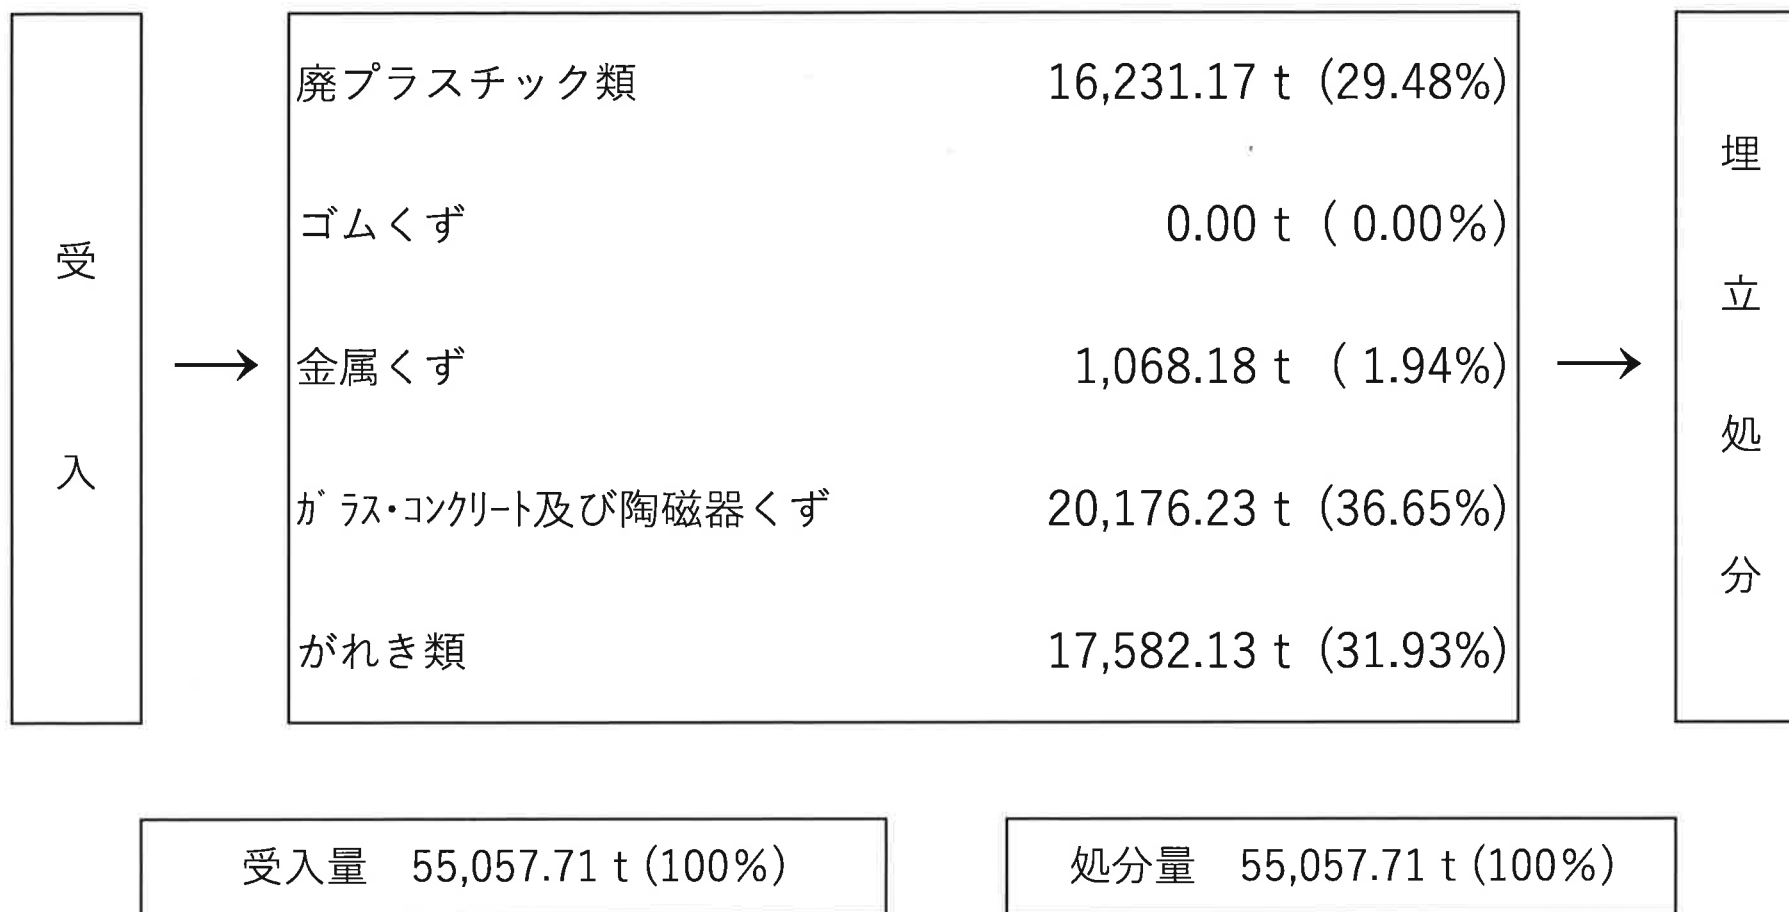 受入
→
廃プラスチック類 16,231.17 t (29.48%)
ゴムくず 0.00 t ( 0.00%)
金属くず 1,068.18 t ( 1.94%)
ｶﾞﾗｽ・ｺﾝｸﾘｰﾄ及び陶磁器くず 20,176.23 t (36.65%)
がれき類 17,582.13 t (31.93%)
→
埋立処分
受入量 55,057.71 t (100%)
処分量 55,057.71 t (100%)